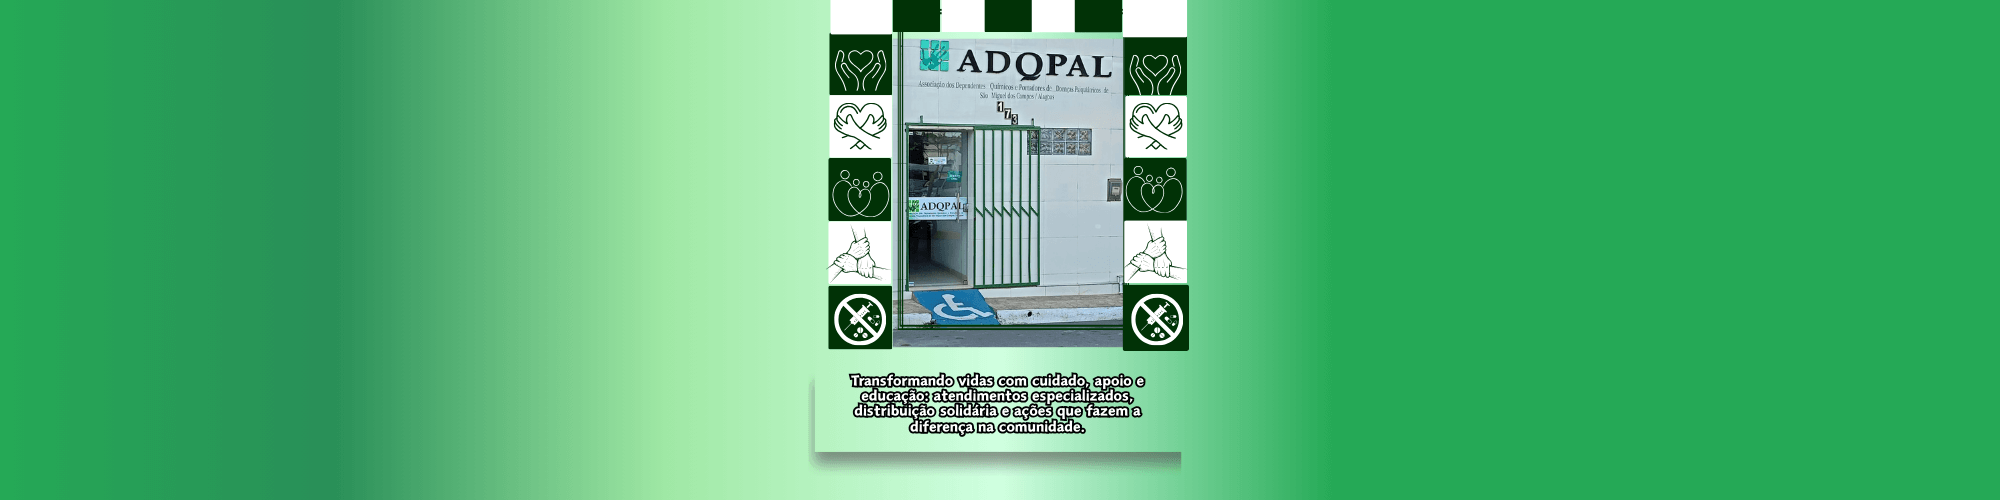 ADQPAL
Associação dos Dependentes Químicos e Portadores de Doenças Psiquiátricas de
São Miguel dos Campos / Alagoas
173
ADQPAL
Transformando vidas com cuidado, apoio e
educação: atendimentos especializados,
distribuição solidária e ações que fazem a
diferença na comunidade.